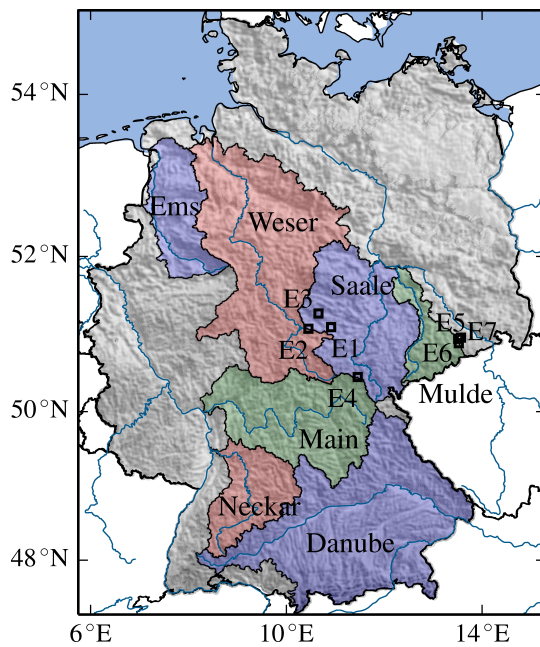 54°N
52°N
50°N
48°N
6°E
10°E
14°E
Ems
Weser
Saale
E3
E2
E1
E4
E5
E7
E6
Mulde
Main
Neckar
Danube